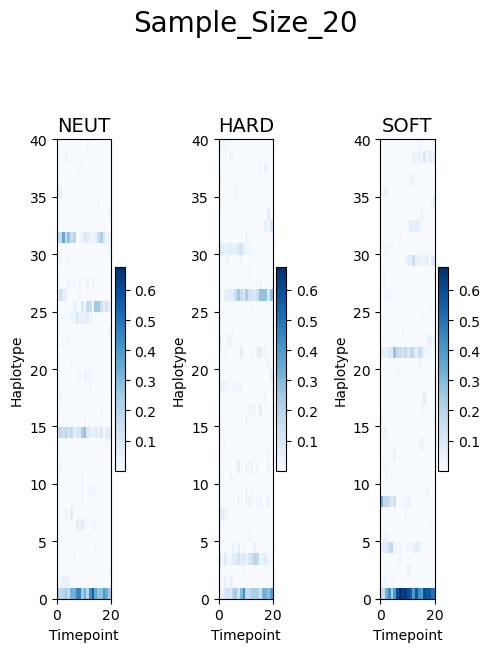 Sample_Size_20
NEUT HARD SOFT
40 40 40
35 35 35
30 30 30
25 25 25
20 20 20
15 15 15
10 10 10
5 5 5
0 0 0
0.6 0.6 0.6
0.5 0.5 0.5
0.4 0.4 0.4
0.3 0.3 0.3
0.2 0.2 0.2
0.1 0.1 0.1
Haplotype Haplotype Haplotype
0 20 0 20 0 20
Timepoint Timepoint Timepoint